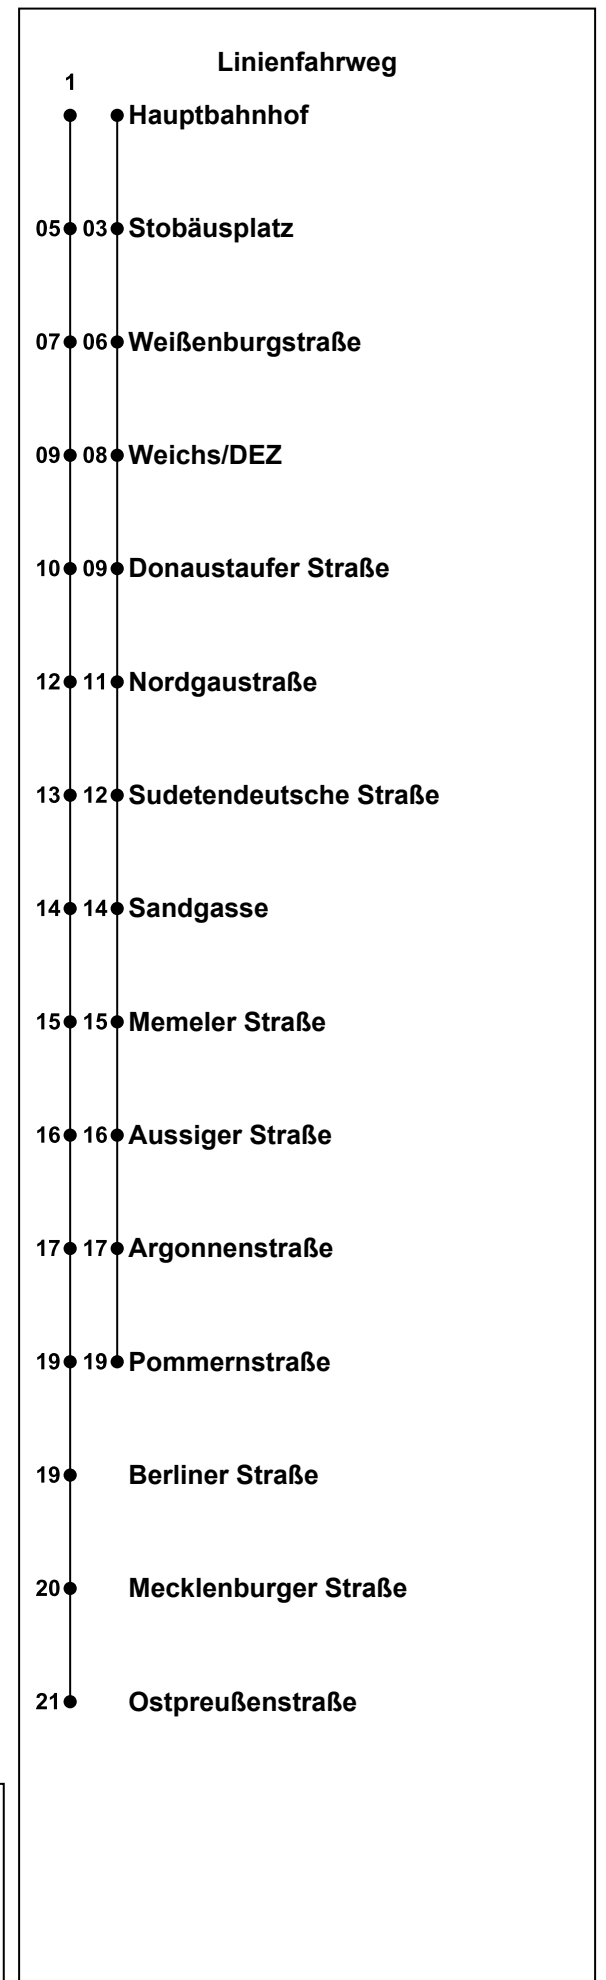 Linienfahrweg
1
Hauptbahnhof
05 03 Stobäusplatz
07 06 Weißenburgstraße
09 08 Weichs/DEZ
10 09 Donaustaufer Straße
12 11 Nordgaustraße
13 12 Sudetendeutsche Straße
14 14 Sandgasse
15 15 Memeler Straße
16 16 Aussiger Straße
17 17 Argonnenstraße
19 19 Pommernstraße
19 Berliner Straße
20 Mecklenburger Straße
21 Ostpreußenstraße